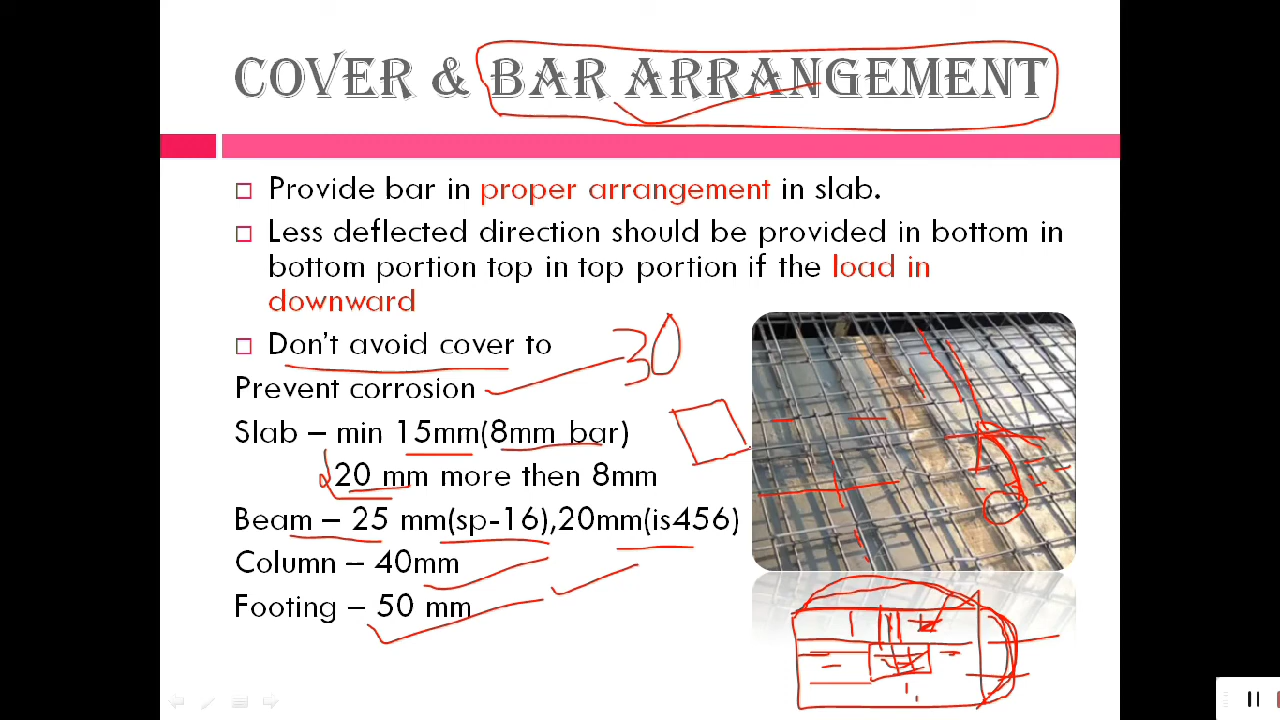 COVER & BAR ARRANGEMENT
Provide bar in proper arrangement in slab.
Less deflected direction should be provided in bottom in
bottom portion top in top portion if the load in
downward
Don't avoid cover to
30
Prevent corrosion
Slab – min 15mm(8mm bar)
20 mm more then 8mm
Beam – 25 mm(sp-16),20mm(is456)
Column – 40mm
Footing – 50 mm